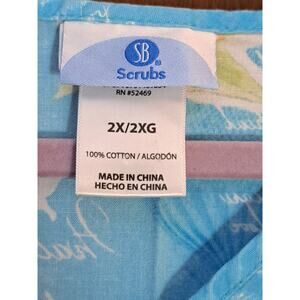 SB
®
Scrubs
RN #52469
2X/2XG
100% COTTON / ALGODÓN
MADE IN CHINA
HECHO EN CHINA